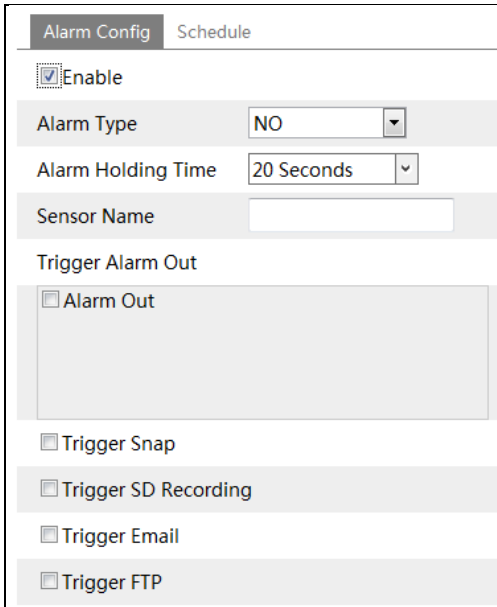 Alarm Config Schedule
Enable
Alarm Type NO
Alarm Holding Time 20 Seconds
Sensor Name
Trigger Alarm Out
Alarm Out
Trigger Snap
Trigger SD Recording
Trigger Email
Trigger FTP